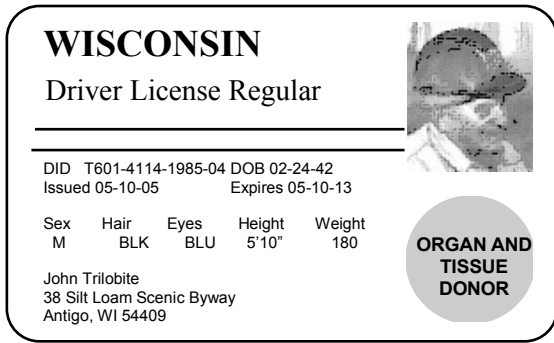 WISCONSIN
Driver License Regular
DID T601-4114-1985-04 DOB 02-24-42
Issued 05-10-05 Expires 05-10-13
Sex Hair Eyes Height Weight
M BLK BLU 5'10" 180
John Trilobite
38 Silt Loam Scenic Byway
Antigo, WI 54409
ORGAN AND
TISSUE
DONOR